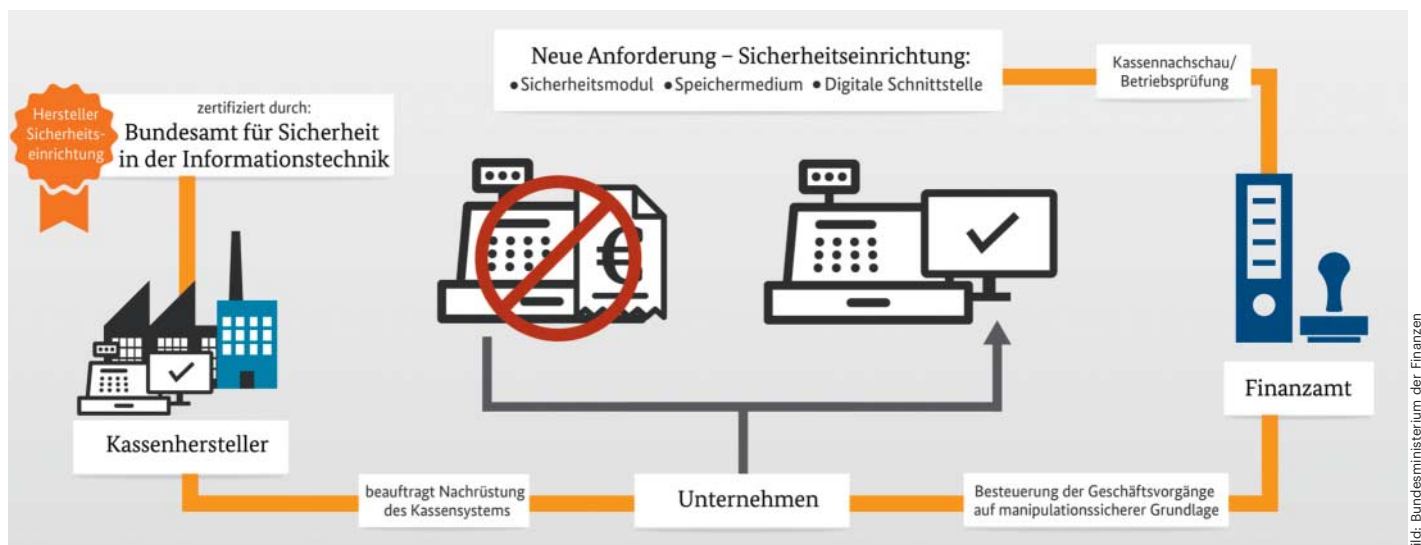 Neue Anforderung – Sicherheitseinrichtung:
● Sicherheitsmodul ● Speichermedium ● Digitale Schnittstelle
Kassennachschau/
Betriebsprüfung
Hersteller
Sicherheits-
einrichtung
zertifiziert durch:
Bundesamt für Sicherheit
in der Informationstechnik
€
Kassenhersteller
Finanzamt
beauftragt Nachrüstung
des Kassensystems
Unternehmen
Besteuerung der Geschäftsvorgänge
auf manipulationssicherer Grundlage
ild: Bundesministerium der Finanzen